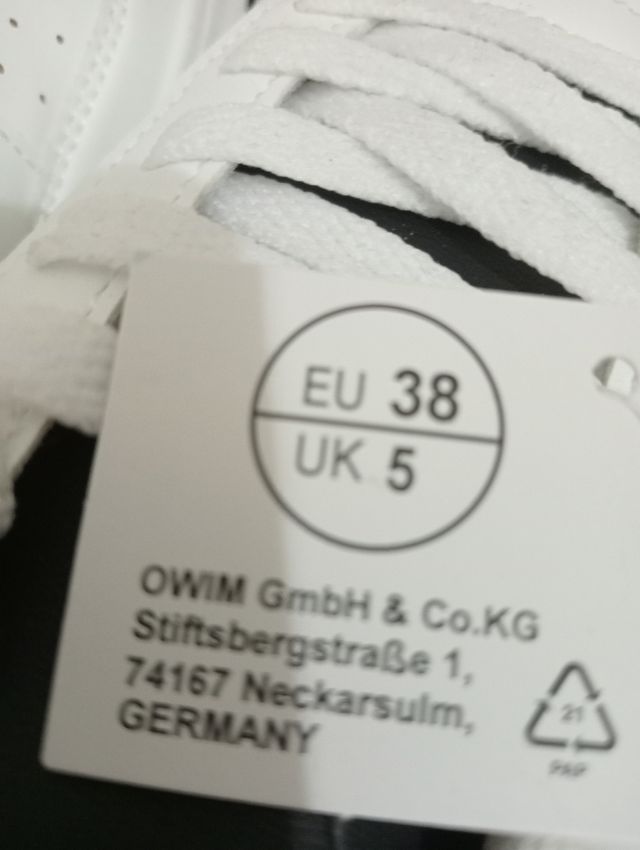 EU 38
UK 5
OWIM GmbH & Co.KG
Stiftsbergstraße 1,
74167 Neckarsulm,
GERMANY
21
PAP